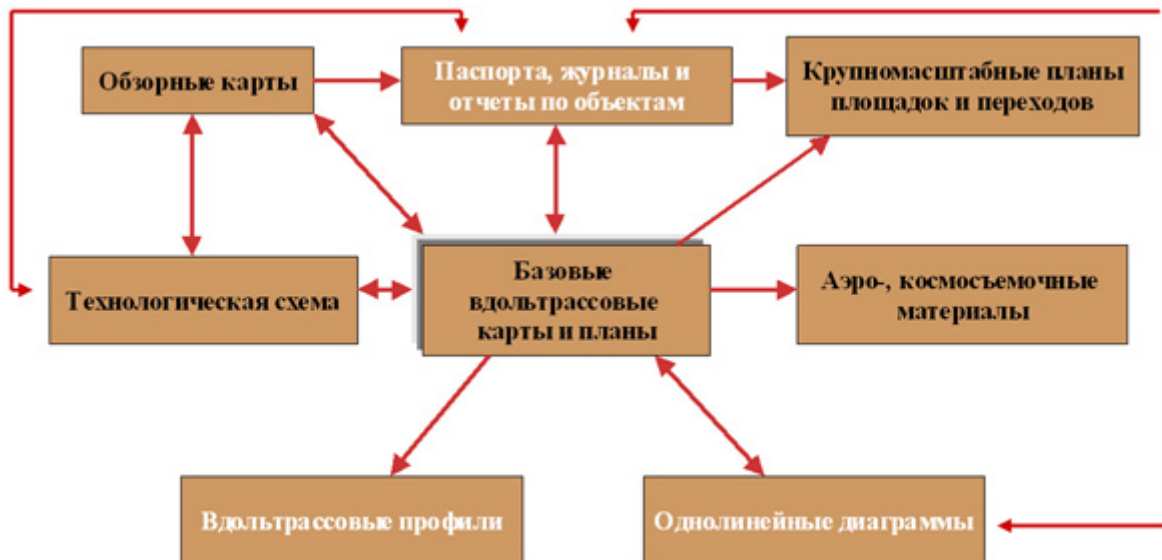 Обзорные карты
Паспорта, журналы и
отчеты по объектам
Крупномасштабные планы
площадок и переходов
Технологическая схема
Базовые
вдольтрассовые
карты и планы
Аэро-, космосъемочные
материалы
Вдольтрассовые профили
Однолинейные диаграммы